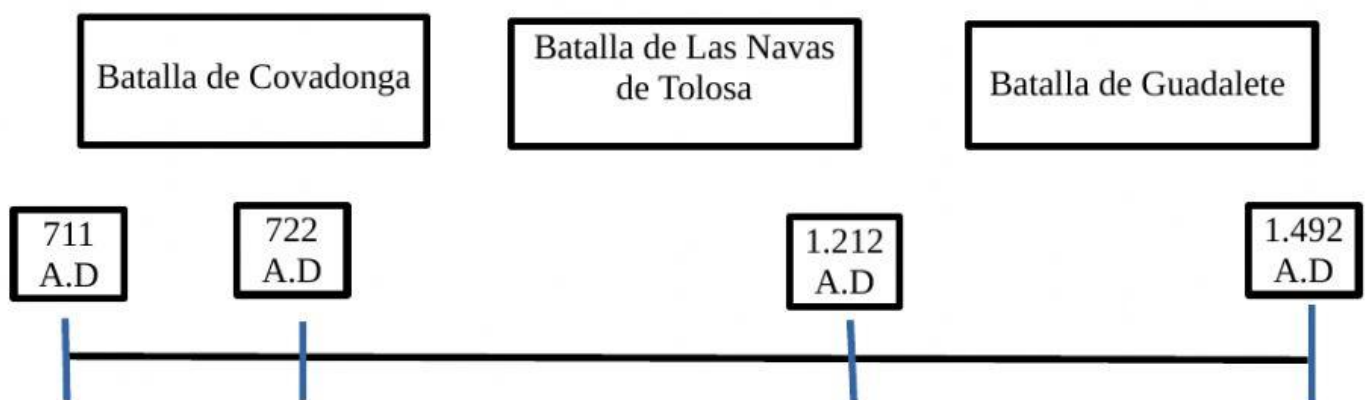 Batalla de Covadonga
Batalla de Las Navas
de Tolosa
Batalla de Guadalete
711
A.D
722
A.D
1.212
A.D
1.492
A.D